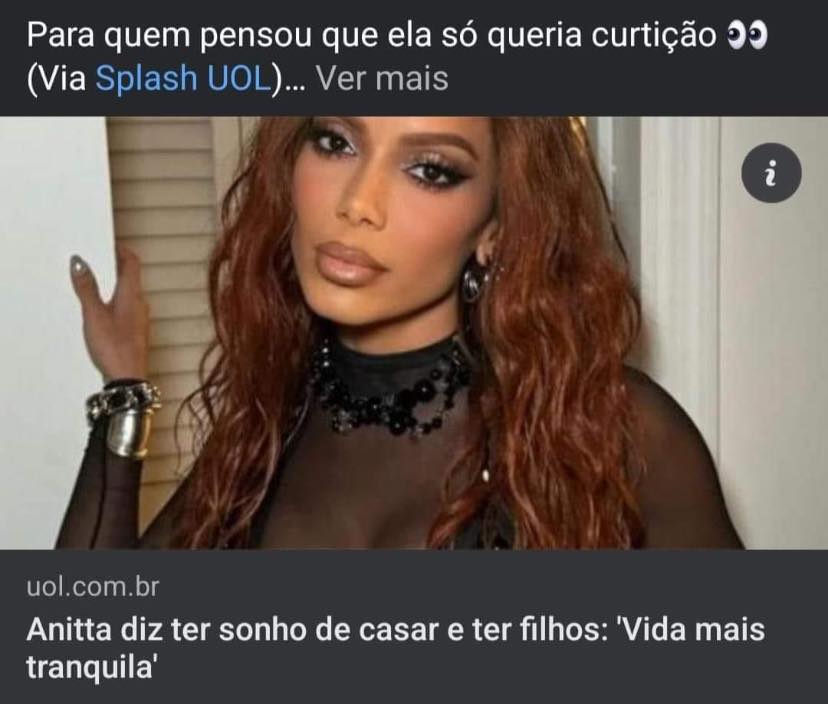 Para quem pensou que ela só queria curtição 👀
(Via Splash UOL)... Ver mais
i
uol.com.br
Anitta diz ter sonho de casar e ter filhos: 'Vida mais
tranquila'